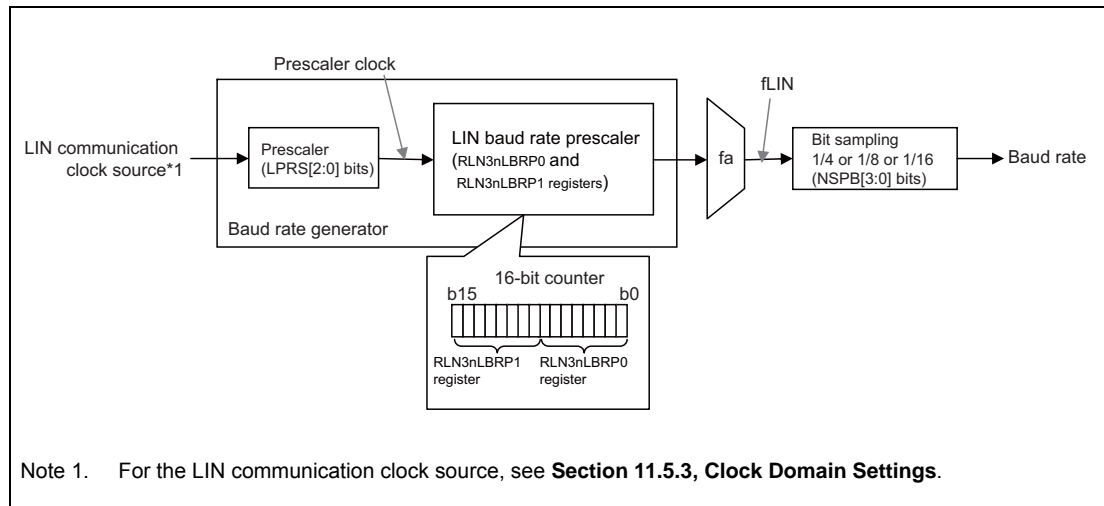 Prescaler clock
fLIN
LIN communication
clock source*1
Prescaler
(LPRS[2:0] bits)
LIN baud rate prescaler
(RLN3nLBRP0 and
RLN3nLBRP1 registers)
fa
Bit sampling
1/4 or 1/8 or 1/16
(NSPB[3:0] bits)
Baud rate
Baud rate generator
16-bit counter
b15 b0
RLN3nLBRP1 RLN3nLBRP0
register register
Note 1. For the LIN communication clock source, see Section 11.5.3, Clock Domain Settings.